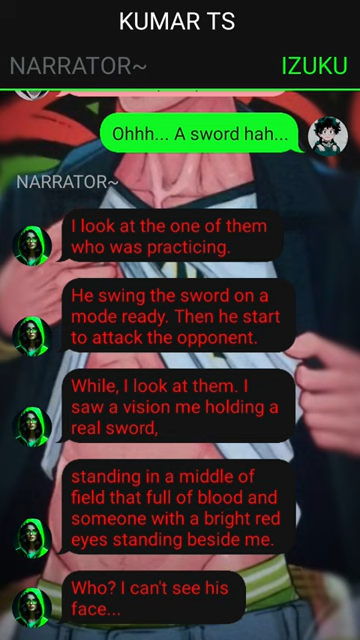 KUMAR TS
NARRATOR~
IZUKU
Ohhh... A sword hah...
NARRATOR~
I look at the one of them
who was practicing.
He swing the sword on a
mode ready. Then he start
to attack the opponent.
While, I look at them. I
saw a vision me holding a
real sword,
standing in a middle of
field that full of blood and
someone with a bright red
eyes standing beside me.
Who? I can't see his
face...